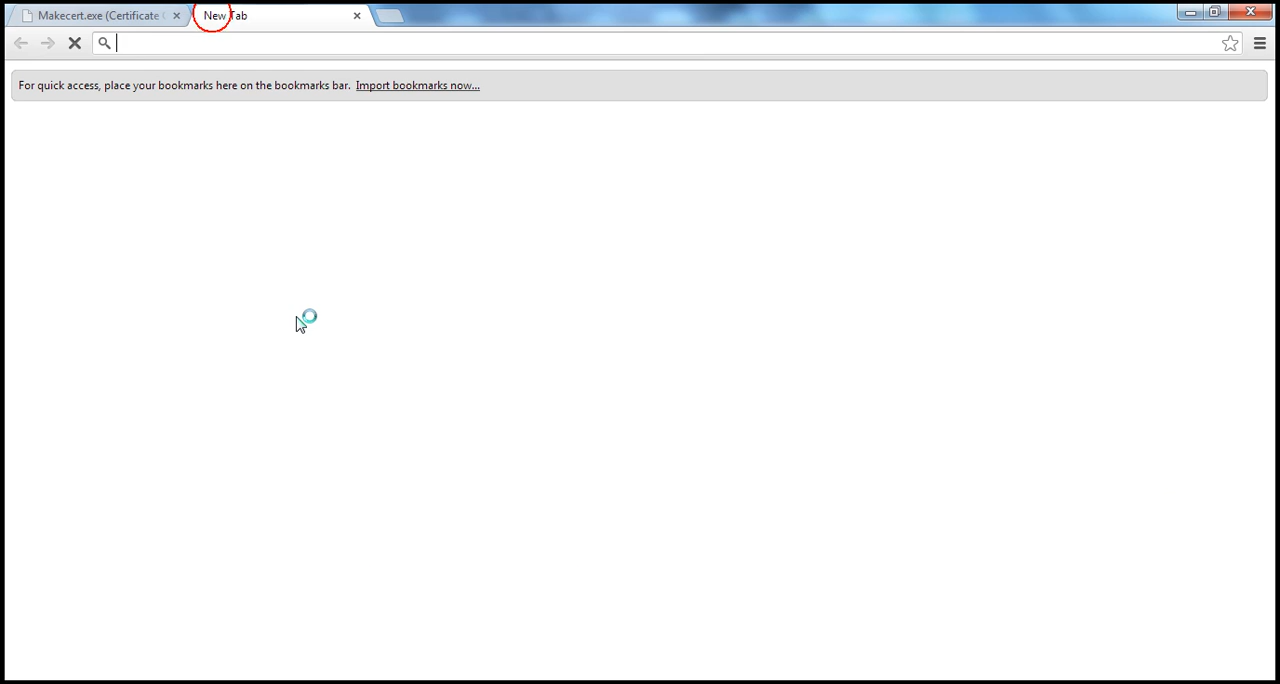 Makecert.exe (Certificate
New Tab
For quick access, place your bookmarks here on the bookmarks bar. Import bookmarks now...